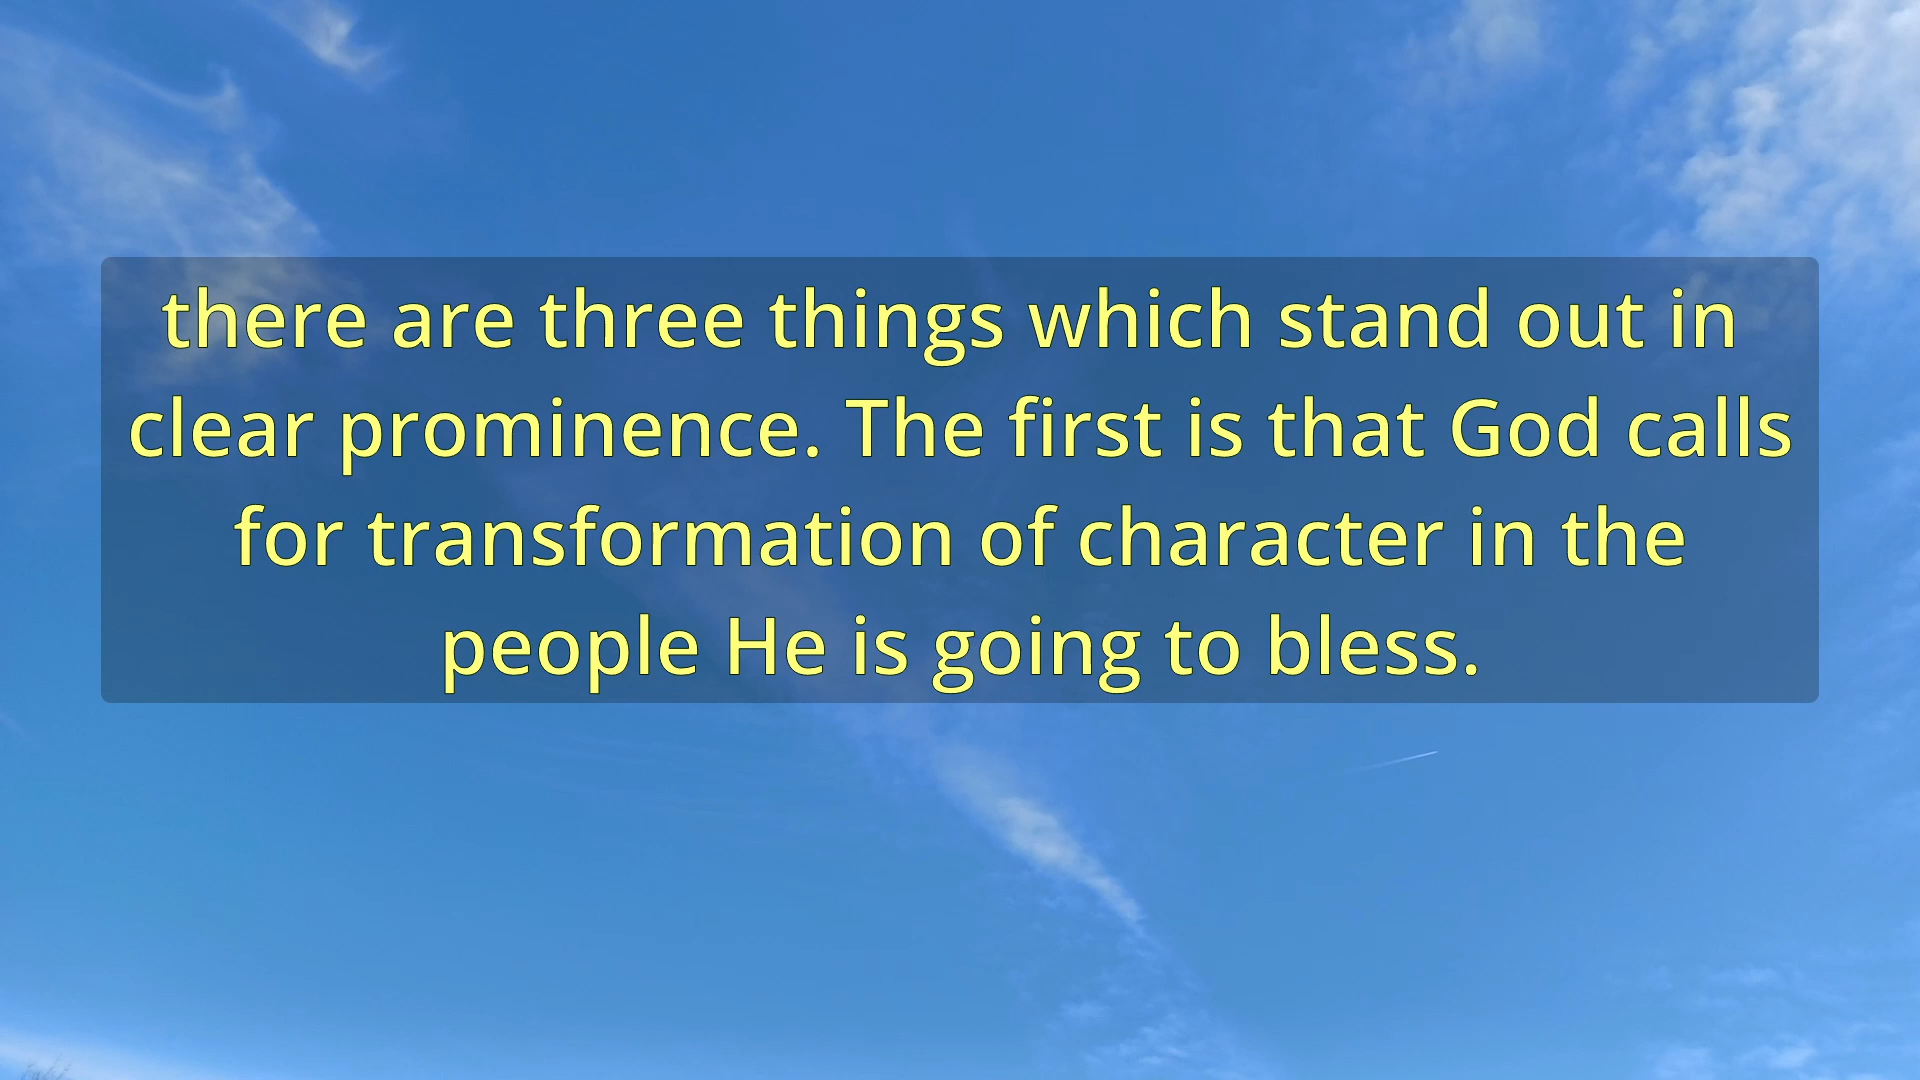 there are three things which stand out in
clear prominence. The first is that God calls
for transformation of character in the
people He is going to bless.